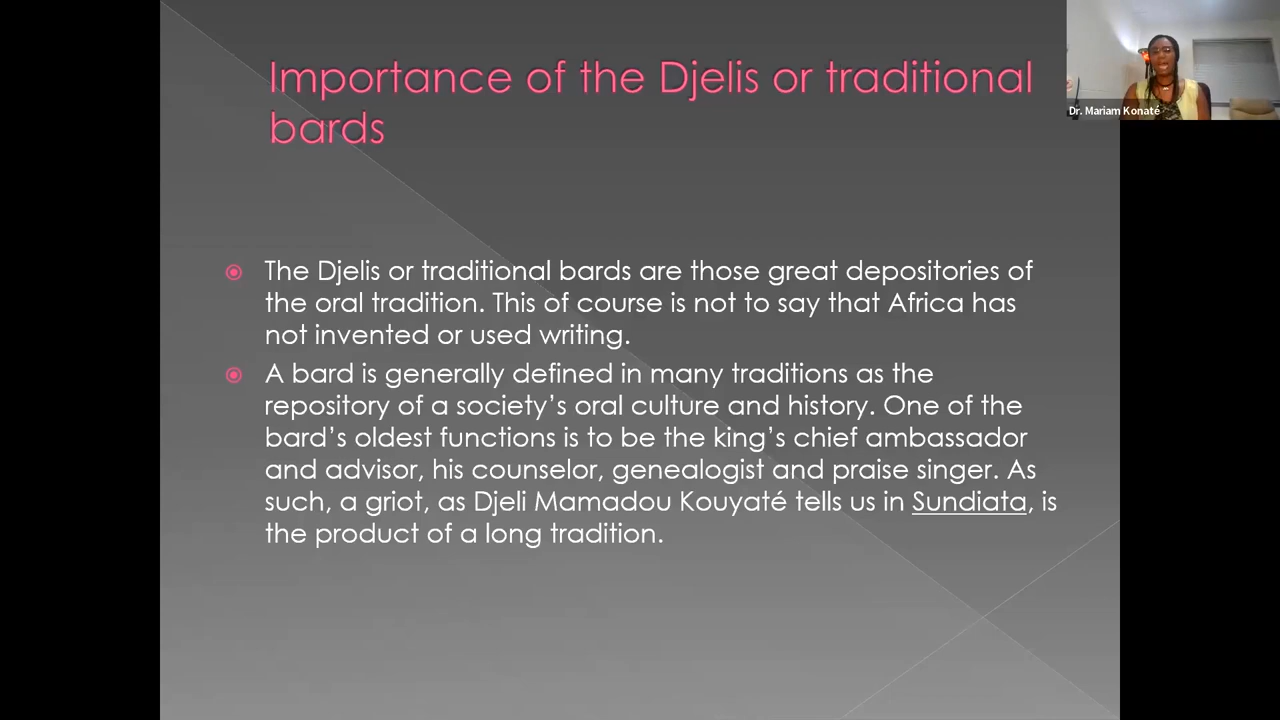 Importance of the Djelis or traditional
bards
Dr. Mariam Konaté
The Djelis or traditional bards are those great depositories of
the oral tradition. This of course is not to say that Africa has
not invented or used writing.
A bard is generally defined in many traditions as the
repository of a society’s oral culture and history. One of the
bard’s oldest functions is to be the king’s chief ambassador
and advisor, his counselor, genealogist and praise singer. As
such, a griot, as Djeli Mamadou Kouyaté tells us in Sundiata, is
the product of a long tradition.